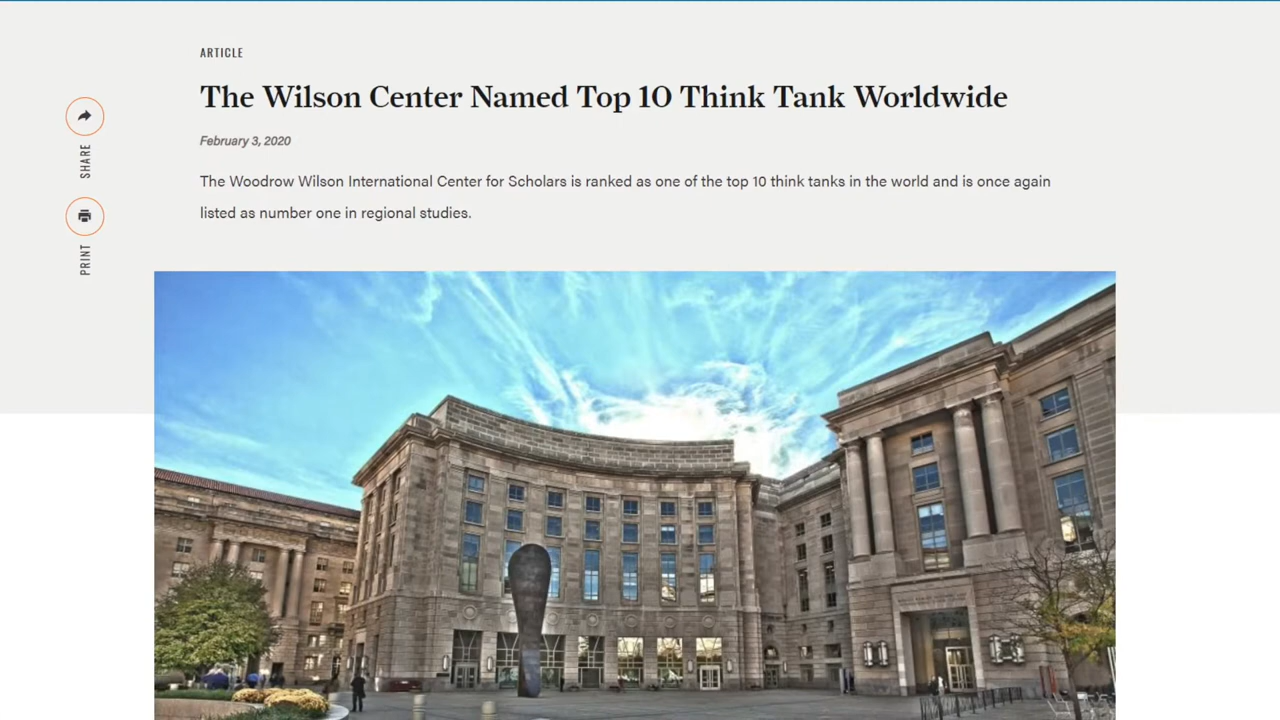 ARTICLE
The Wilson Center Named Top 10 Think Tank Worldwide
February 3, 2020
SHARE
The Woodrow Wilson International Center for Scholars is ranked as one of the top 10 think tanks in the world and is once again
listed as number one in regional studies.
PRINT